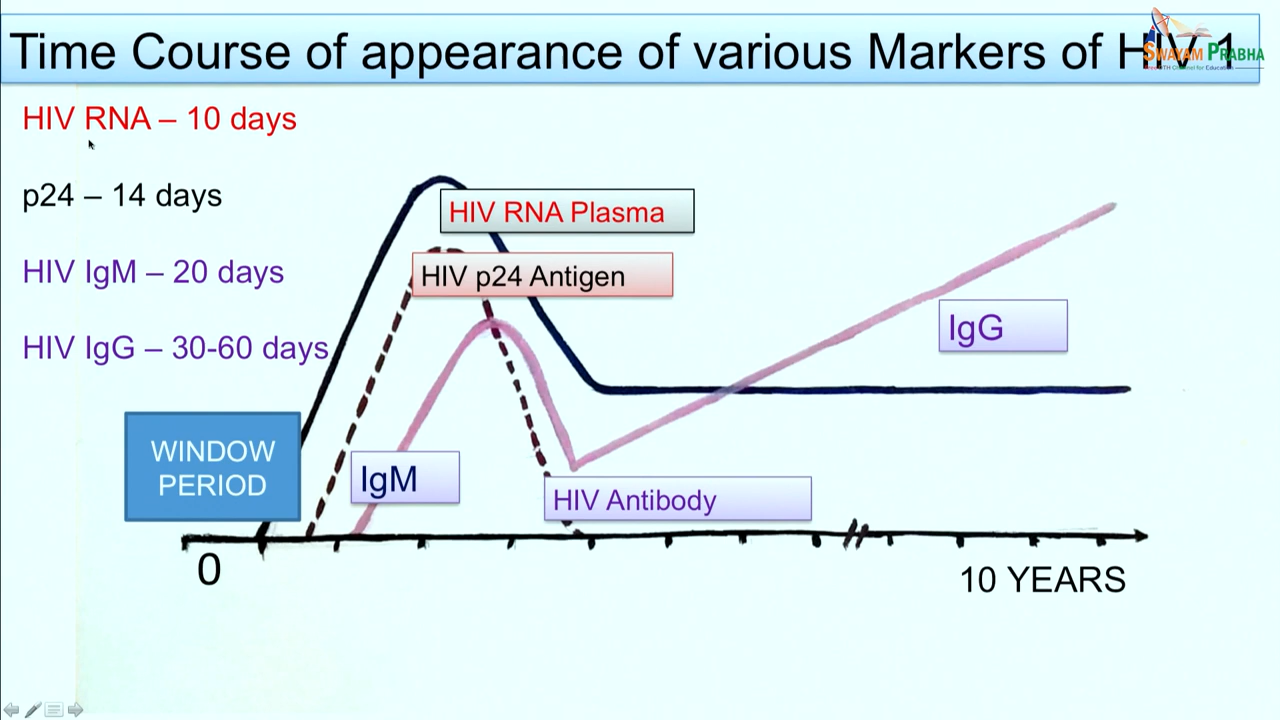 Time Course of appearance of various Markers of HIV 1
SWAYAM PRABHA
HIV RNA – 10 days
p24 – 14 days
HIV IgM – 20 days
HIV IgG – 30-60 days
HIV RNA Plasma
HIV p24 Antigen
IgG
WINDOW
PERIOD
IgM
HIV Antibody
0
10 YEARS